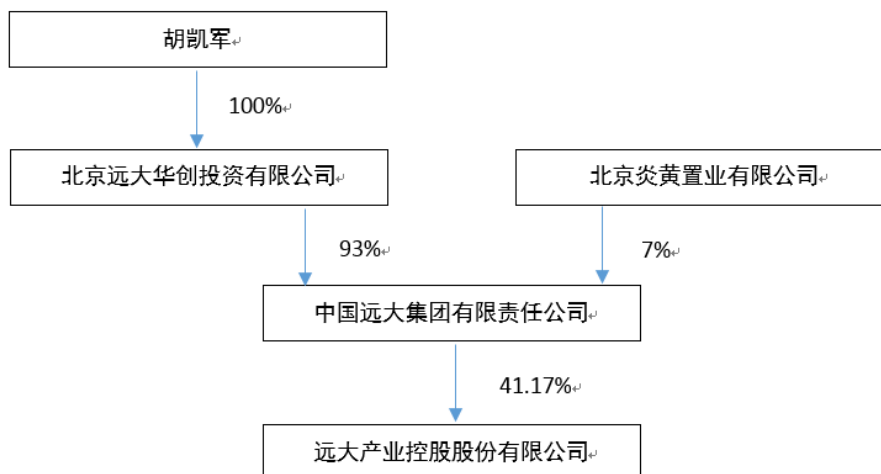 胡凯军
100%
北京远大华创投资有限公司
北京炎黄置业有限公司
93%
7%
中国远大集团有限责任公司
41.17%
远大产业控股股份有限公司